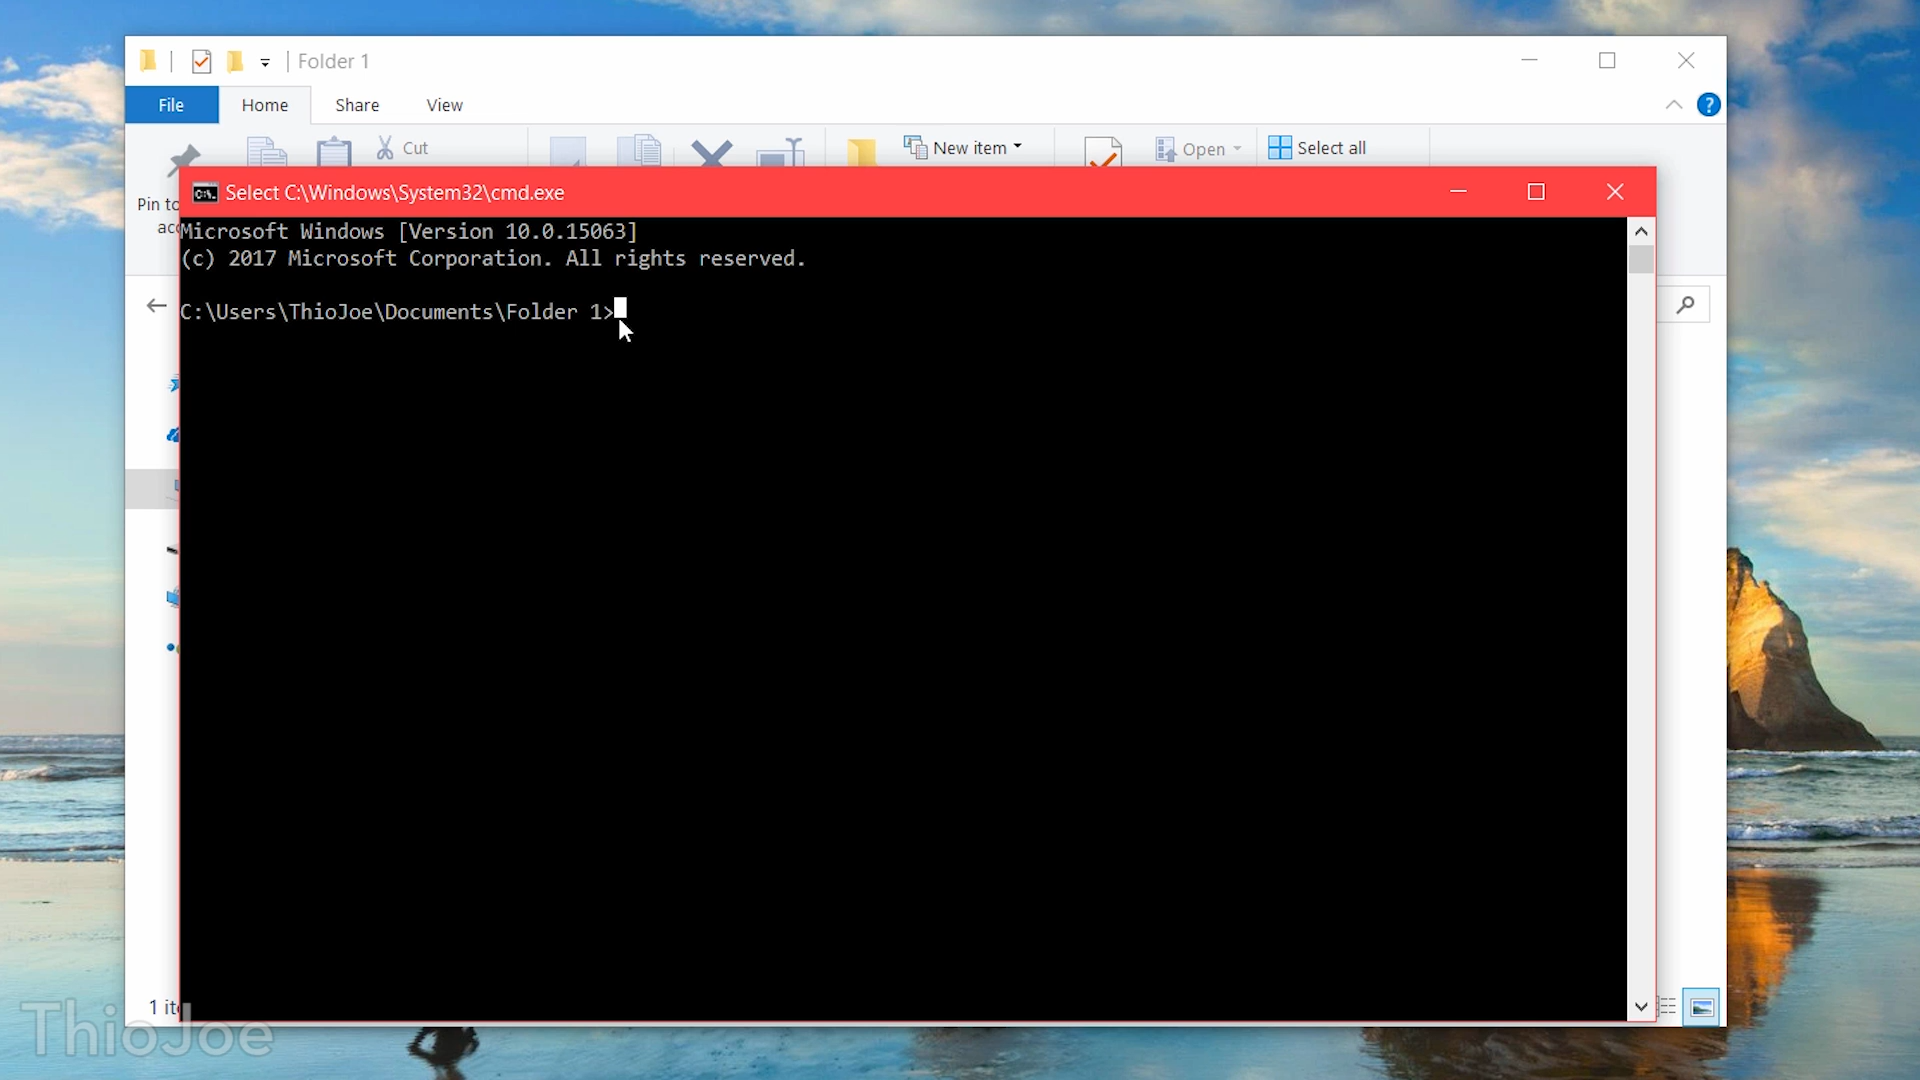 Folder 1
File Home Share View
Cut
New item
Open
Select all
Pin to
Select C:\Windows\System32\cmd.exe
Microsoft Windows [Version 10.0.15063]
(c) 2017 Microsoft Corporation. All rights reserved.
C:\Users\ThioJoe\Documents\Folder 1>
1
ThioJoe